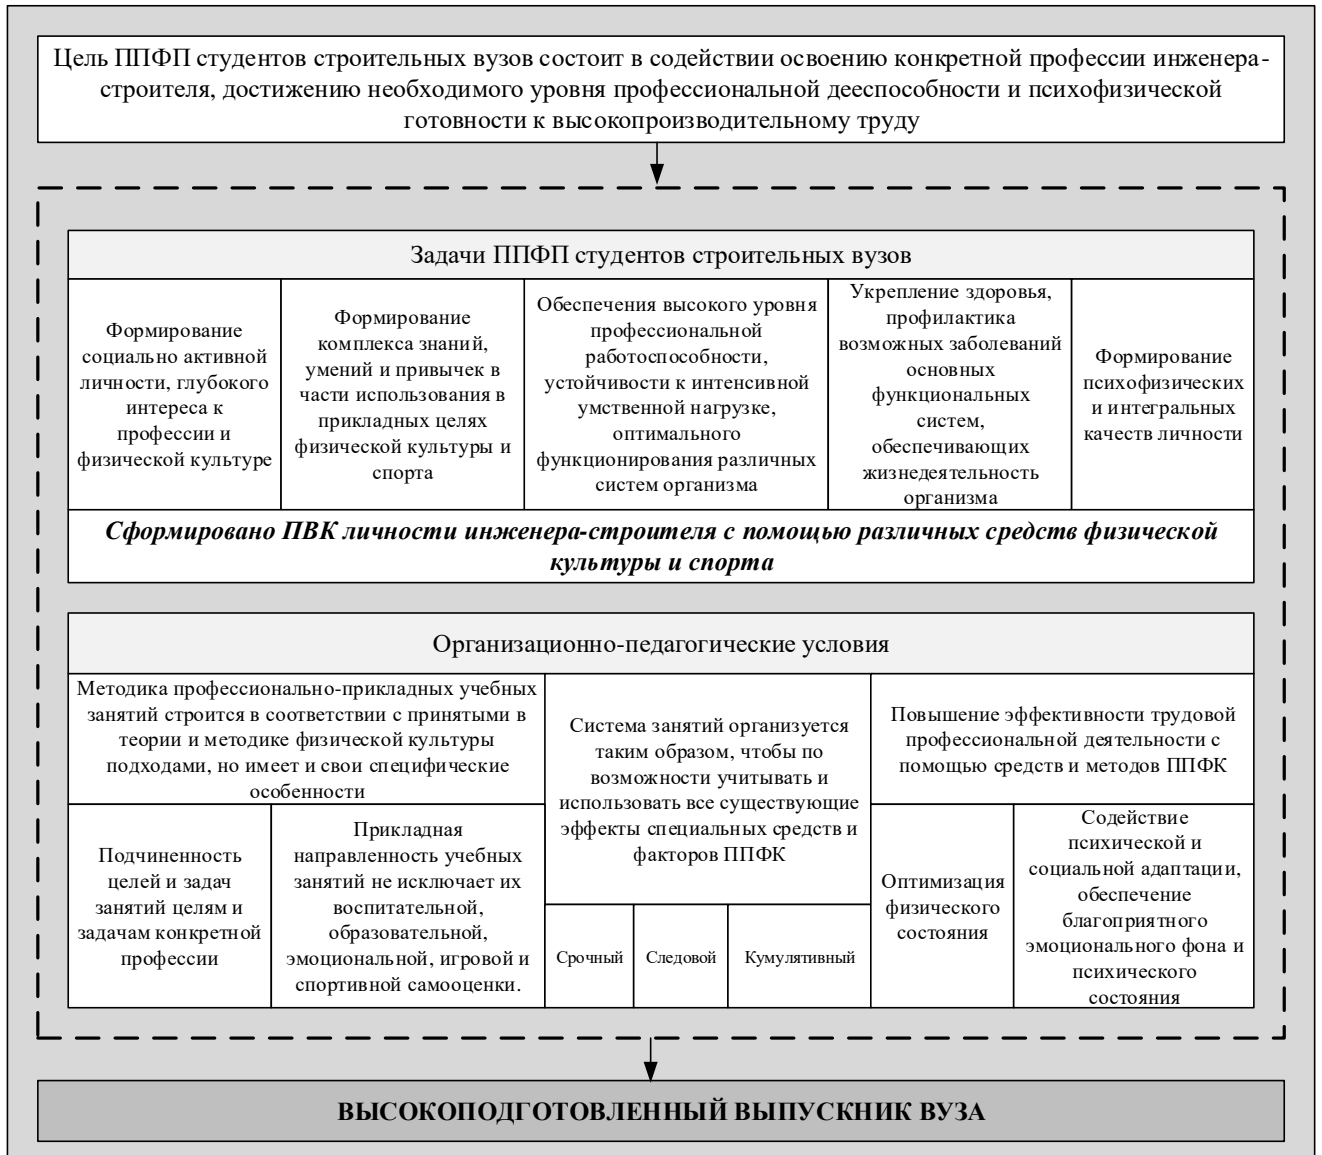 Цель ППФП студентов строительных вузов состоит в содействии освоению конкретной профессии инженера-
строителя, достижению необходимого уровня профессиональной дееспособности и психофизической
готовности к высокопроизводительному труду
Задачи ППФП студентов строительных вузов
Формирование
социально активной
личности, глубокого
интереса к
профессии и
физической культуре
Формирование
комплекса знаний,
умений и привычек в
части использования в
прикладных целях
физической культуры и
спорта
Обеспечения высокого уровня
профессиональной
работоспособности,
устойчивости к интенсивной
умственной нагрузке,
оптимального
функционирования различных
систем организма
Укрепление здоровья,
профилактика
возможных заболеваний
основных
функциональных
систем,
обеспечивающих
жизнедеятельность
организма
Формирование
психофизических
и интегральных
качеств личности
Сформировано ПВК личности инженера-строителя с помощью различных средств физической
культуры и спорта
Организационно-педагогические условия
Методика профессионально-прикладных учебных
занятий строится в соответствии с принятыми в
теории и методике физической культуры
подходами, но имеет и свои специфические
особенности
Подчиненность
целей и задач
занятий целям и
задачам конкретной
профессии
Прикладная
направленность учебных
занятий не исключает их
воспитательной,
образовательной,
эмоциональной, игровой и
спортивной самооценки.
Система занятий организуется
таким образом, чтобы по
возможности учитывать и
использовать все существующие
эффекты специальных средств и
факторов ППФК
Срочный
Следовой
Кумулятивный
Повышение эффективности трудовой
профессиональной деятельности с
помощью средств и методов ППФК
Оптимизация
физического
состояния
Содействие
психической и
социальной адаптации,
обеспечение
благоприятного
эмоционального фона и
психического
состояния
ВЫСОКОПОДГОТОВЛЕННЫЙ ВЫПУСКНИК ВУЗА